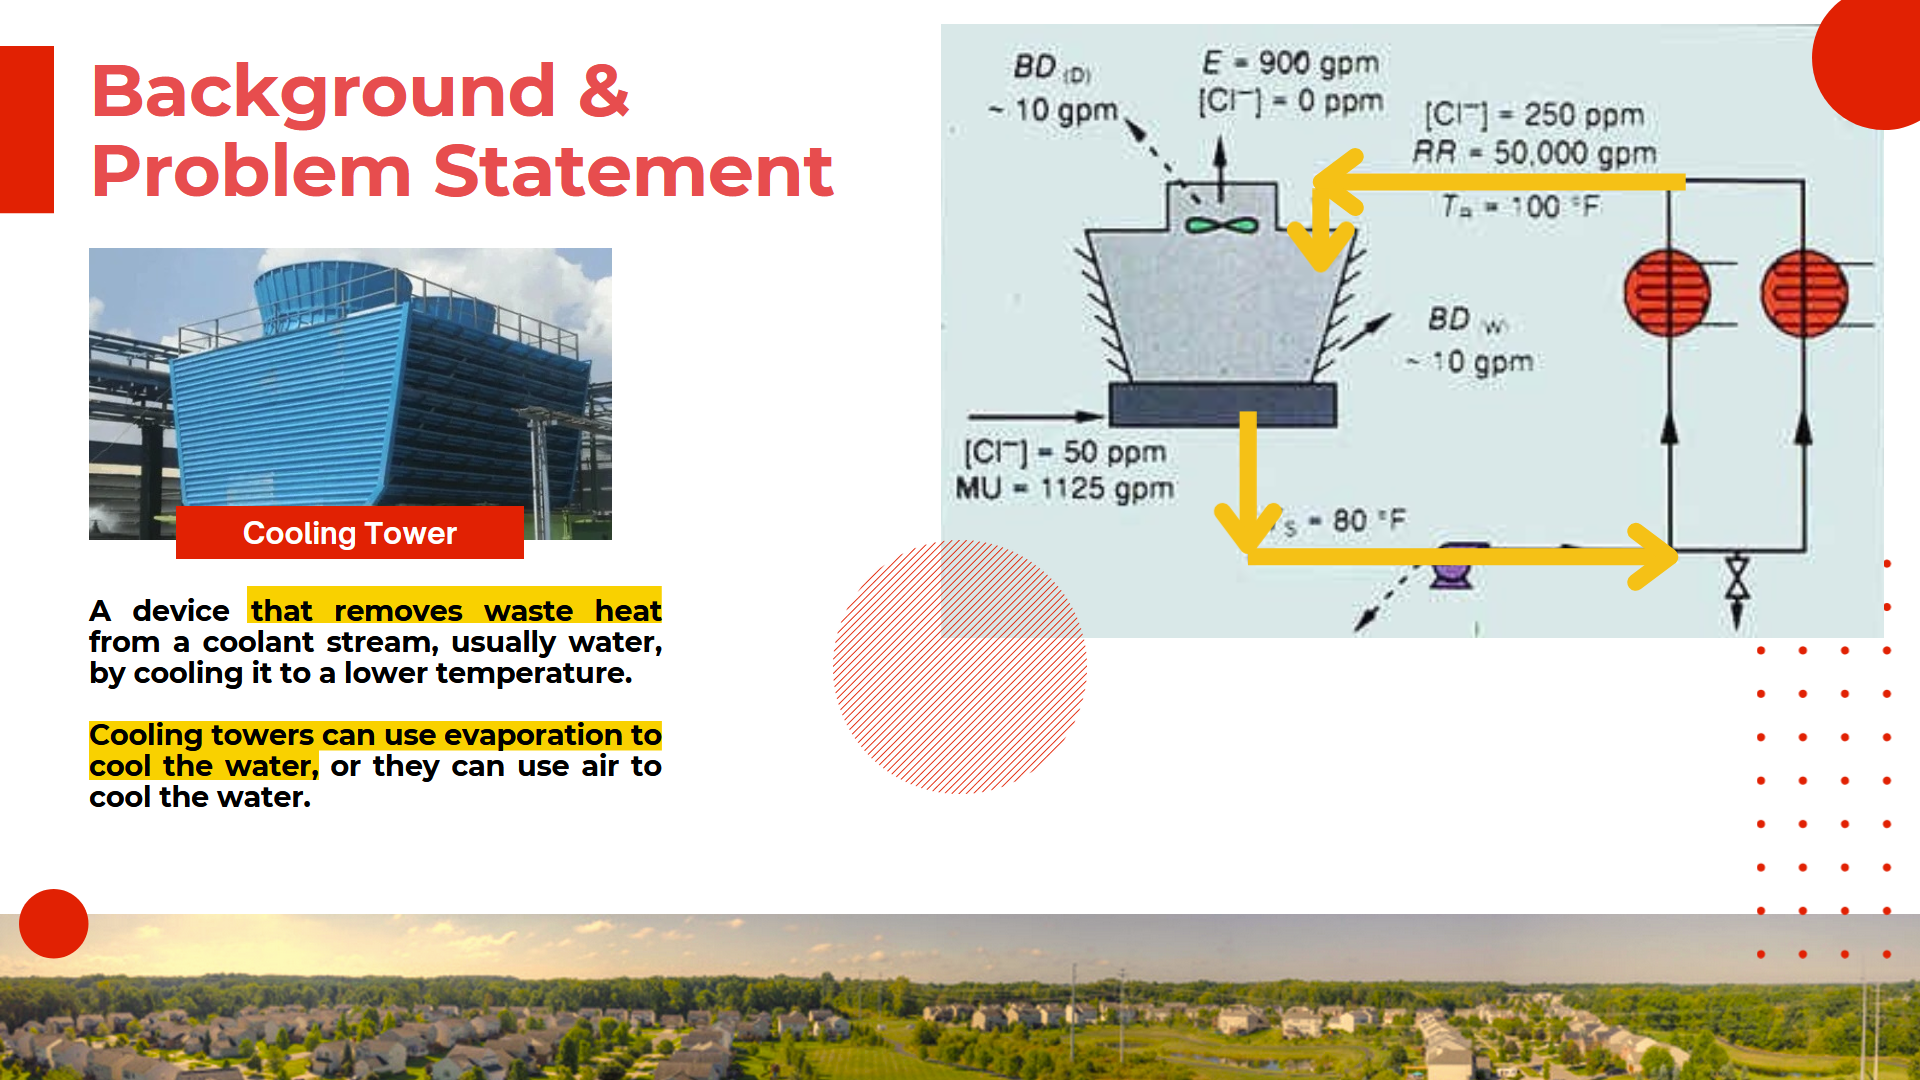 Background &
Problem Statement
Cooling Tower
A device that removes waste heat
from a coolant stream, usually water,
by cooling it to a lower temperature.
Cooling towers can use evaporation to
cool the water, or they can use air to
cool the water.
BD (D)
~ 10 gpm
E = 900 gpm
[Cl⁻] = 0 ppm
[Cl⁻] = 250 ppm
RR = 50,000 gpm
= 100 °F
BD (W)
~ 10 gpm
[Cl⁻] = 50 ppm
MU = 1125 gpm
S = 80 °F